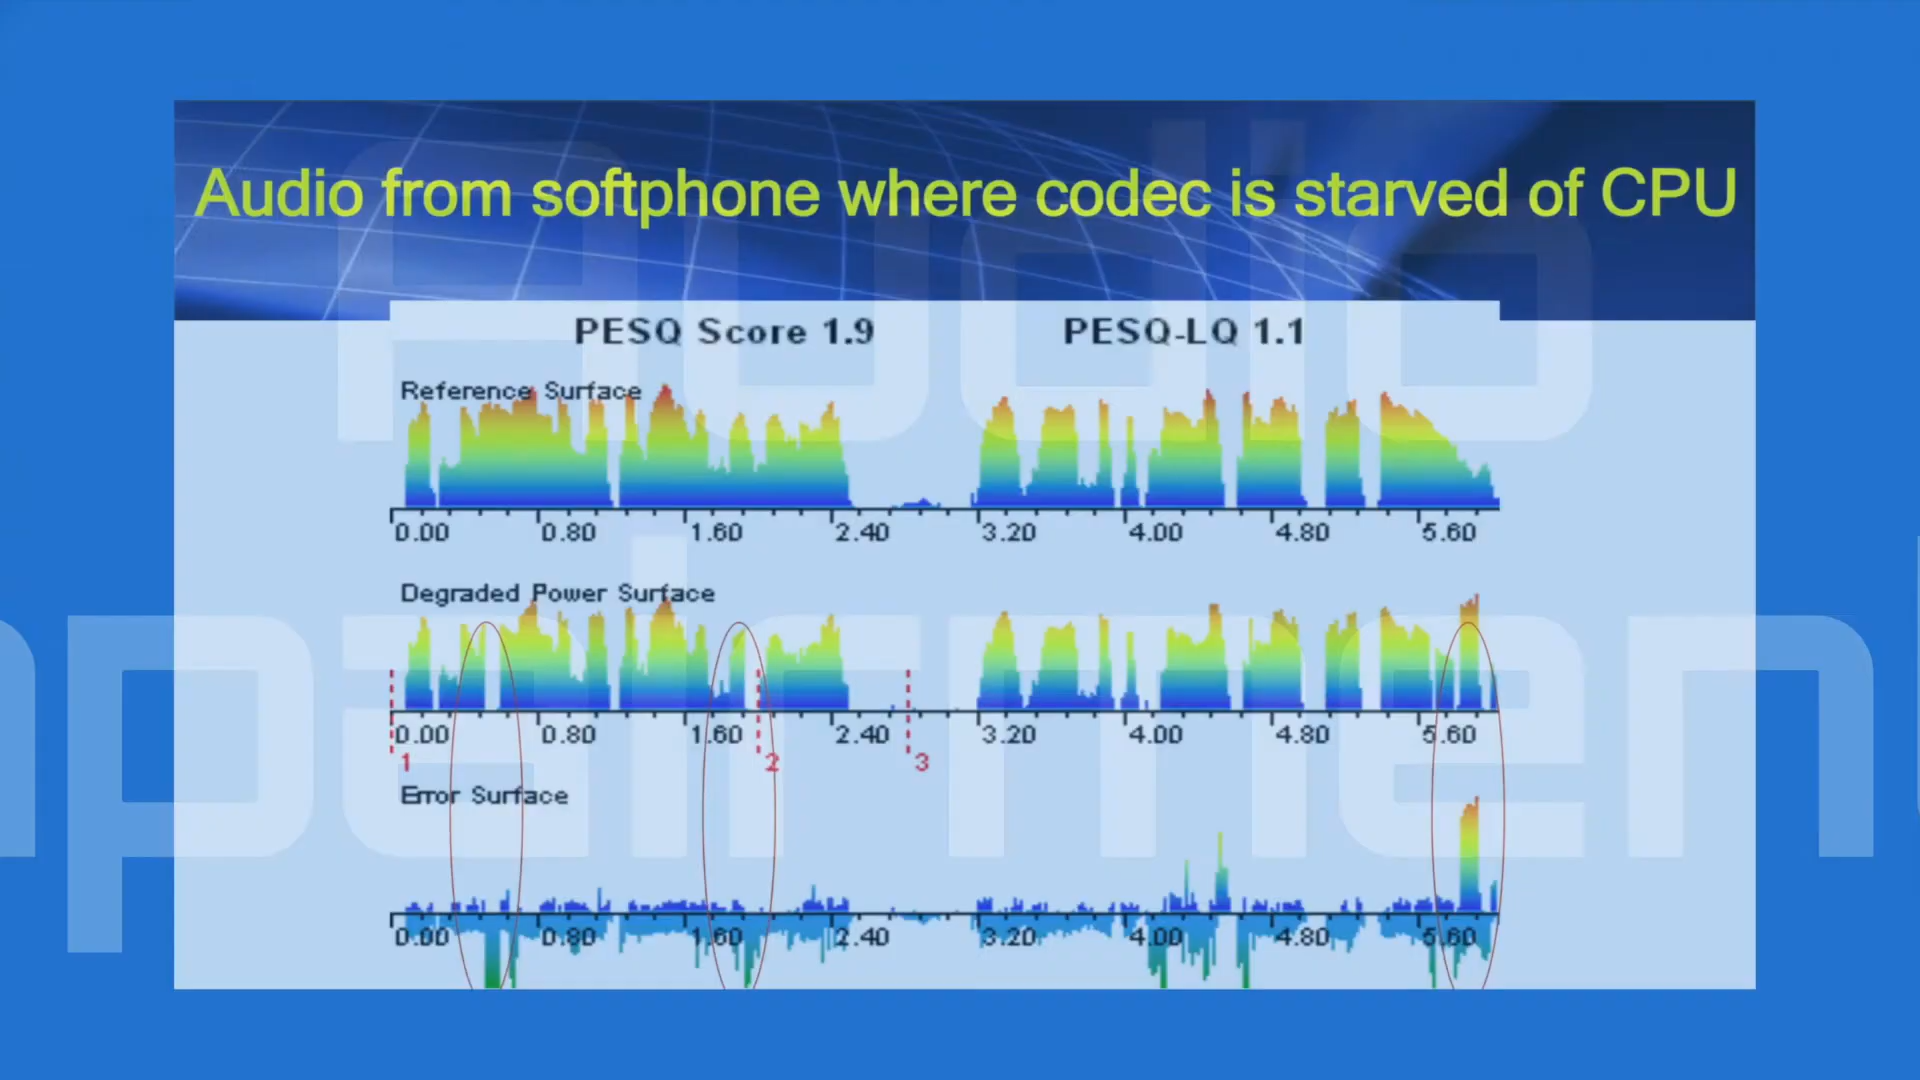 Audio from softphone where codec is starved of CPU
PESQ Score 1.9 PESQ-LQ 1.1
Reference Surface
0.00 0.80 1.60 2.40 3.20 4.00 4.80 5.60
Degraded Power Surface
0.00 0.80 1.60 2.40 3.20 4.00 4.80 5.60
1 2 3
Error Surface
0.00 0.80 1.60 2.40 3.20 4.00 4.80 5.60
Audio
mpairment